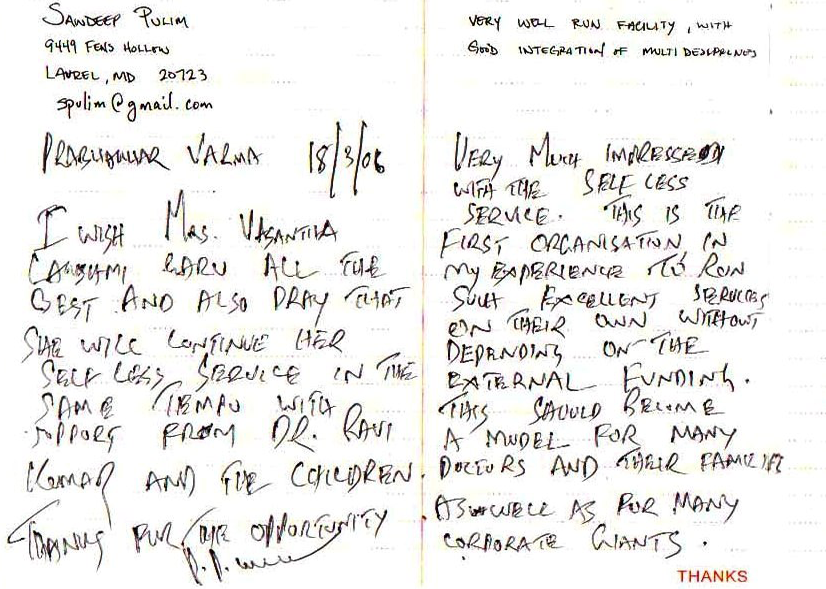 SANDEEP PULIM
9449 FENS HOLLOW
LAUREL, MD 20723
spulim@gmail.com
PRABHAKAR VARMA 18/3/06
I WISH MRS. VASANTHA
LAKSHMI GARU ALL THE
BEST AND ALSO PRAY THAT
SHE WILL CONTINUE HER
SELF LESS SERVICE IN THE
SAME TEMPO WITH
SUPPORT FROM DR. RAVI
KUMAR AND THE CHILDREN.
THANKS FOR THE OPPORTUNITY
VERY WELL RUN FACILITY, WITH
GOOD INTEGRATION OF MULTI
VERY MUCH IMPRESSED
WITH THE SELF LESS
SERVICE. THIS IS THE
FIRST ORGANISATION IN
MY EXPERIENCE TO RUN
SUCH EXCELLENT SERVICES
ON THEIR OWN WITHOUT
DEPENDING ON THE
EXTERNAL FUNDING.
THIS SHOULD BECOME
A MODEL FOR MANY
DOCTORS AND THEIR FAMILIES
AS WELL AS FOR MANY
CORPORATE GIANTS.
THANKS